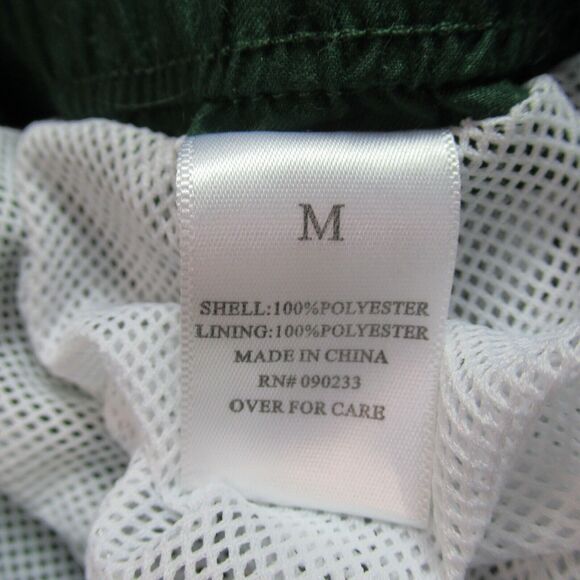 M
SHELL:100%POLYESTER
LINING:100%POLYESTER
MADE IN CHINA
RN# 090233
OVER FOR CARE